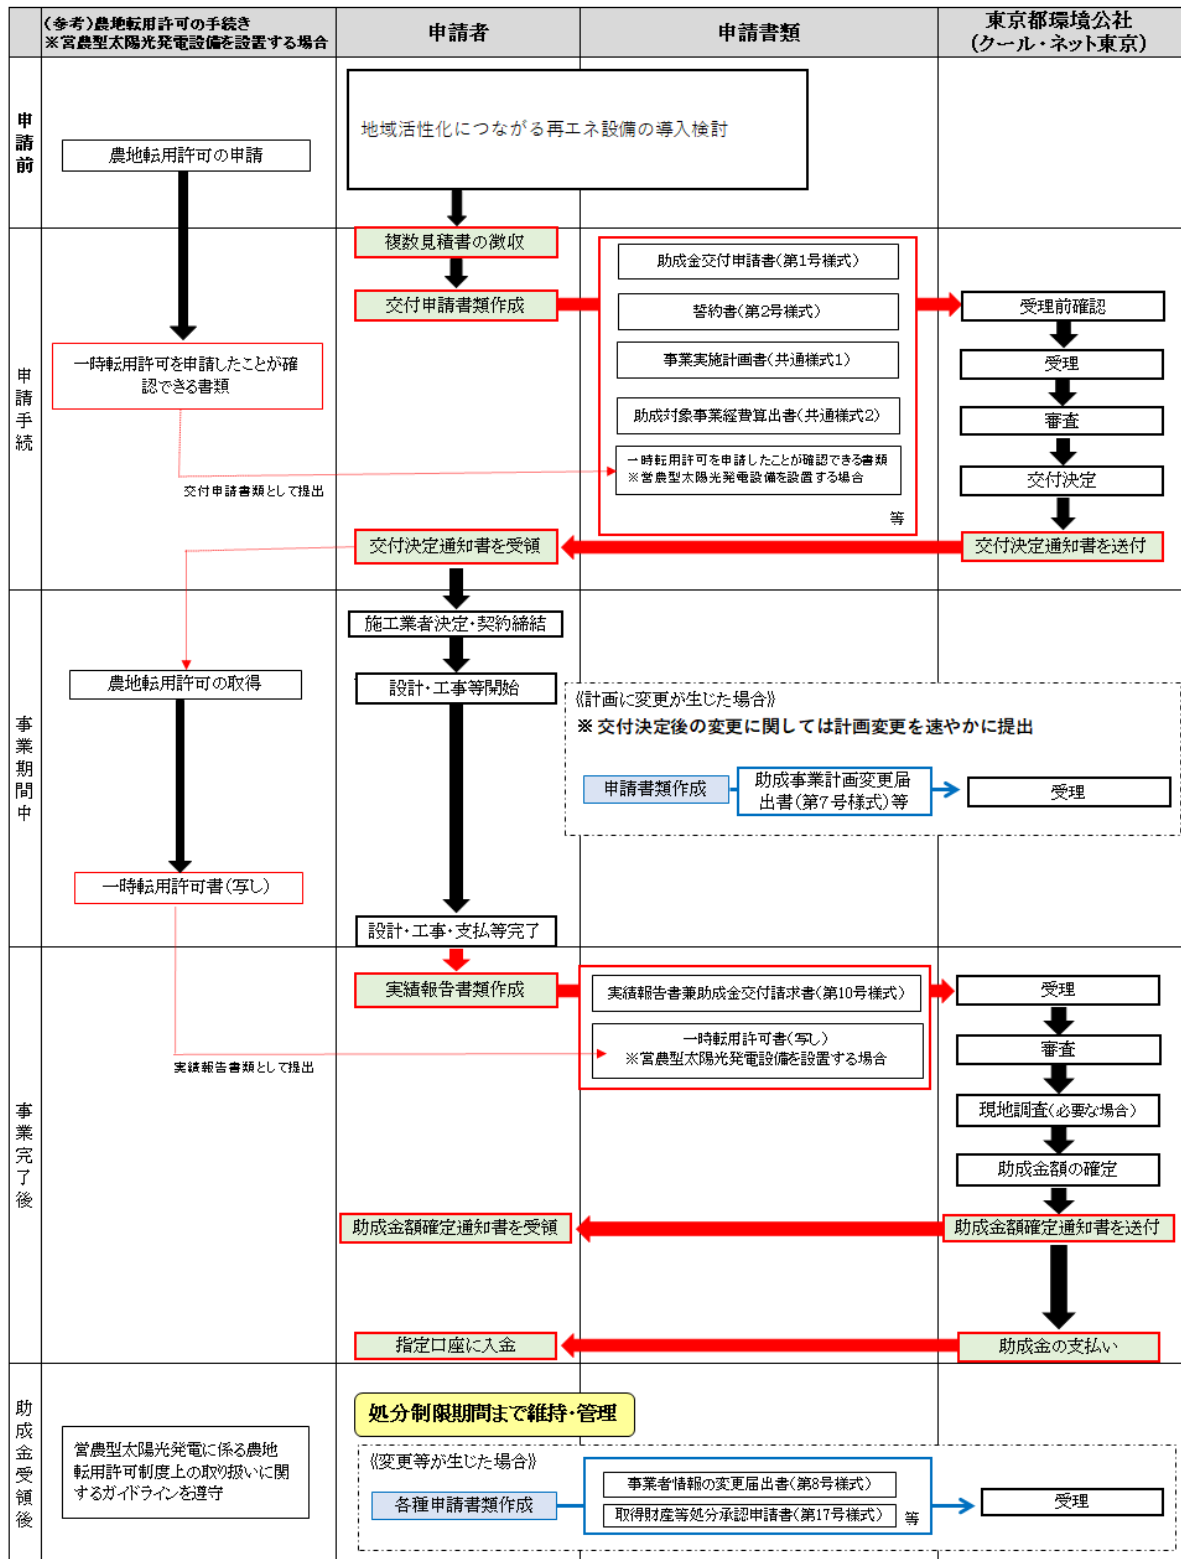 (参考)農地転用許可の手続き
※営農型太陽光発電設備を設置する場合
申請者
申請書類
東京都環境公社
(クール・ネット東京)
申請前
農地転用許可の申請
地域活性化につながる再エネ設備の導入検討
申請手続
複数見積書の徴収
交付申請書類作成
助成金交付申請書(第1号様式)
誓約書(第2号様式)
事業実施計画書(共通様式1)
助成対象事業経費算出書(共通様式2)
一時転用許可を申請したことが確認できる書類
※営農型太陽光発電設備を設置する場合
等
受理前確認
受理
審査
交付決定
交付決定通知書を送付
一時転用許可を申請したことが確
認できる書類
交付申請書類として提出
交付決定通知書を受領
事業期間中
施工業者決定・契約締結
農地転用許可の取得
設計・工事等開始
《計画に変更が生じた場合》
※ 交付決定後の変更に関しては計画変更を速やかに提出
申請書類作成
助成事業計画変更届
出書(第7号様式)等
受理
一時転用許可書(写し)
設計・工事・支払等完了
事業完了後
実績報告書類作成
実績報告書兼助成金交付請求書(第10号様式)
一時転用許可書(写し)
※営農型太陽光発電設備を設置する場合
実績報告書類として提出
受理
審査
現地調査(必要な場合)
助成金額の確定
助成金額確定通知書を送付
助成金額確定通知書を受領
助成金の支払い
指定口座に入金
助成金受領後
営農型太陽光発電に係る農地
転用許可制度上の取り扱いに関
するガイドラインを遵守
処分制限期間まで維持・管理
《変更等が生じた場合》
各種申請書類作成
事業者情報の変更届出書(第8号様式)
取得財産等処分承認申請書(第17号様式)
等
受理